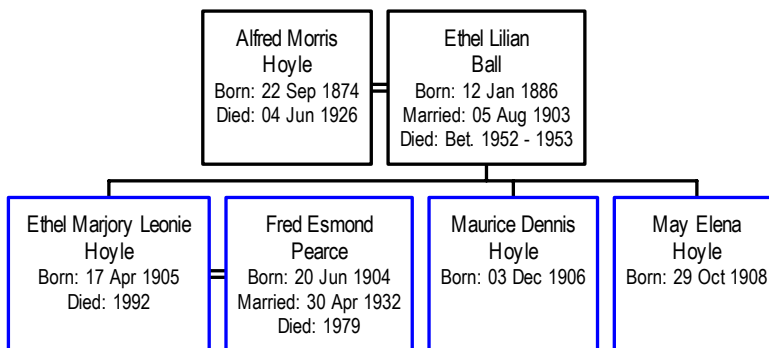 Alfred Morris
Hoyle
Born: 22 Sep 1874
Died: 04 Jun 1926
Ethel Lilian
Ball
Born: 12 Jan 1886
Married: 05 Aug 1903
Died: Bet. 1952 - 1953
Ethel Marjory Leonie
Hoyle
Born: 17 Apr 1905
Died: 1992
Fred Esmond
Pearce
Born: 20 Jun 1904
Married: 30 Apr 1932
Died: 1979
Maurice Dennis
Hoyle
Born: 03 Dec 1906
May Elena
Hoyle
Born: 29 Oct 1908